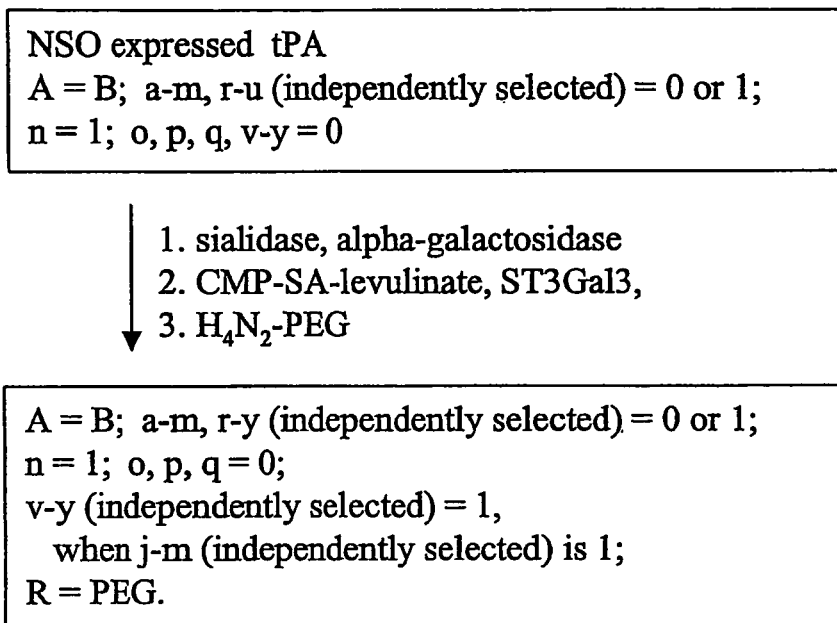 NSO expressed tPA
A = B; a-m, r-u (independently selected) = 0 or 1;
n = 1; o, p, q, v-y = 0
1. sialidase, alpha-galactosidase
2. CMP-SA-levulinate, ST3Gal3,
3. H₄N₂-PEG
A = B; a-m, r-y (independently selected) = 0 or 1;
n = 1; o, p, q = 0;
v-y (independently selected) = 1,
when j-m (independently selected) is 1;
R = PEG.